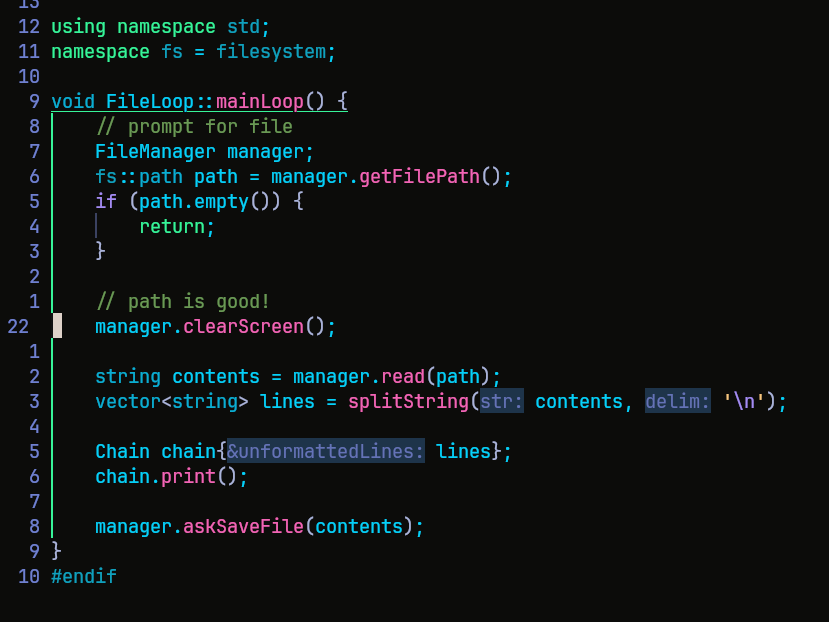 13
12 using namespace std;
11 namespace fs = filesystem;
10
9 void FileLoop::mainLoop() {
8     // prompt for file
7     FileManager manager;
6     fs::path path = manager.getFilePath();
5     if (path.empty()) {
4         return;
3     }
2
1     // path is good!
22     manager.clearScreen();
1
2     string contents = manager.read(path);
3     vector<string> lines = splitString(str: contents, delim: '\n');
4
5     Chain chain{&unformattedLines: lines};
6     chain.print();
7
8     manager.askSaveFile(contents);
9 }
10 #endif